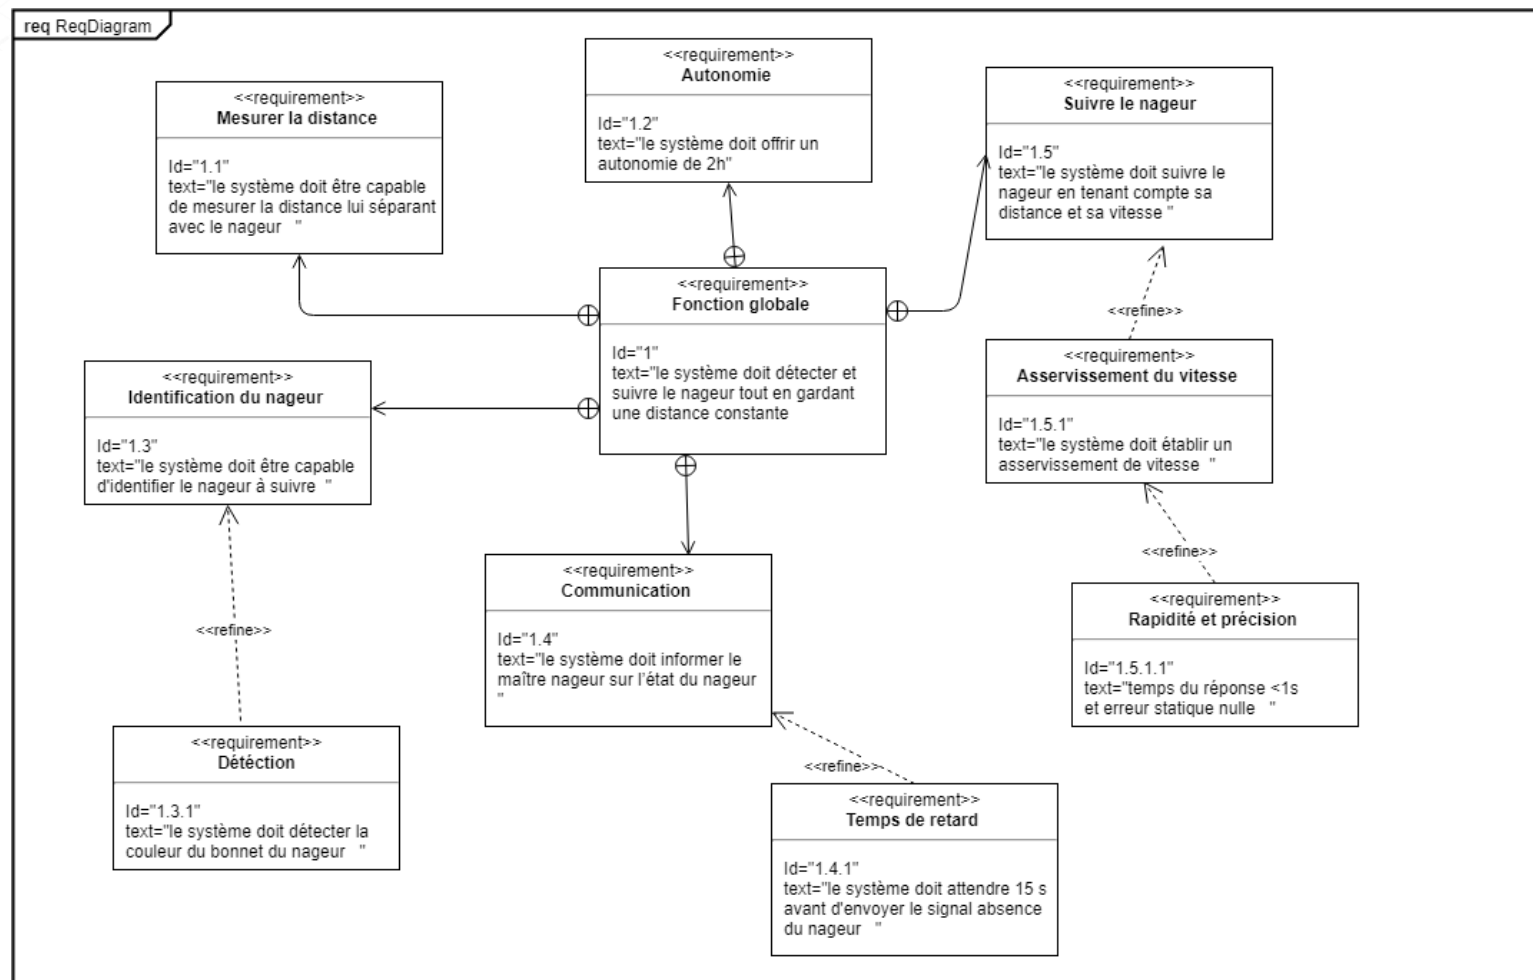 req ReqDiagram
<<requirement>>
Autonomie
Id="1.2"
text="le système doit offrir un
autonomie de 2h"
<<requirement>>
Mesurer la distance
Id="1.1"
text="le système doit être capable
de mesurer la distance lui séparant
avec le nageur "
<<requirement>>
Suivre le nageur
Id="1.5"
text="le système doit suivre le
nageur en tenant compte sa
distance et sa vitesse "
<<requirement>>
Fonction globale
Id="1"
text="le système doit détecter et
suivre le nageur tout en gardant
une distance constante
<<refine>>
<<requirement>>
Asservissement du vitesse
Id="1.5.1"
text="le système doit établir un
asservissement de vitesse "
<<requirement>>
Identification du nageur
Id="1.3"
text="le système doit être capable
d'identifier le nageur à suivre "
<<refine>>
<<requirement>>
Communication
Id="1.4"
text="le système doit informer le
maître nageur sur l'état du nageur
"
<<requirement>>
Rapidité et précision
Id="1.5.1.1"
text="temps du réponse <1s
et erreur statique nulle "
<<refine>>
<<requirement>>
Détéction
Id="1.3.1"
text="le système doit détecter la
couleur du bonnet du nageur "
<<refine>>
<<requirement>>
Temps de retard
Id="1.4.1"
text="le système doit attendre 15 s
avant d'envoyer le signal absence
du nageur "